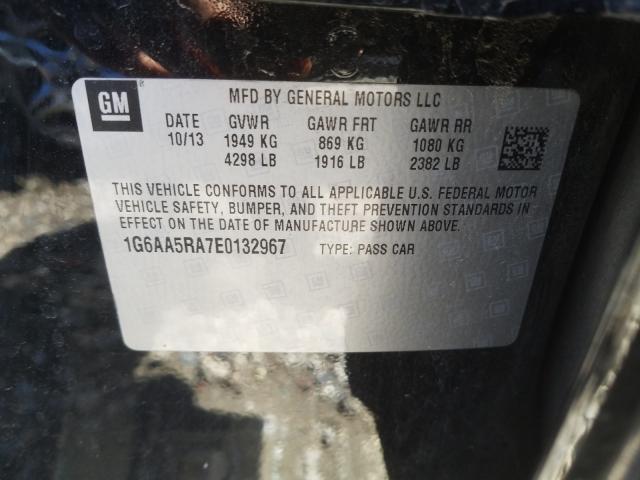 GM
MFD BY GENERAL MOTORS LLC
DATE GVWR GAWR FRT GAWR RR
10/13 1949 KG 869 KG 1080 KG
4298 LB 1916 LB 2382 LB
THIS VEHICLE CONFORMS TO ALL APPLICABLE U.S. FEDERAL MOTOR
VEHICLE SAFETY, BUMPER, AND THEFT PREVENTION STANDARDS IN
EFFECT ON THE DATE OF MANUFACTURE SHOWN ABOVE.
1G6AA5RA7E0132967 TYPE: PASS CAR